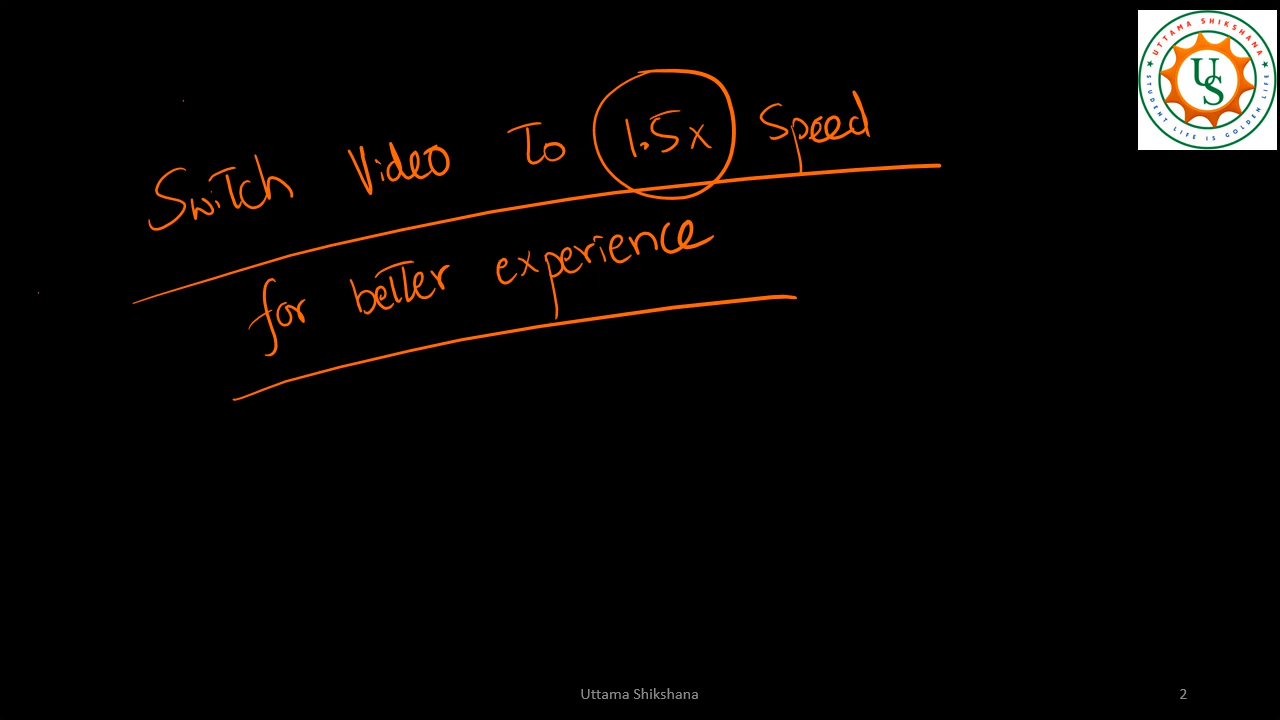 Switch Video To 1.5x Speed
for better experience
UTTAMA SHIKSHANA
US
STUDENT LIFE IS GOLDEN LIFE
Uttama Shikshana
2